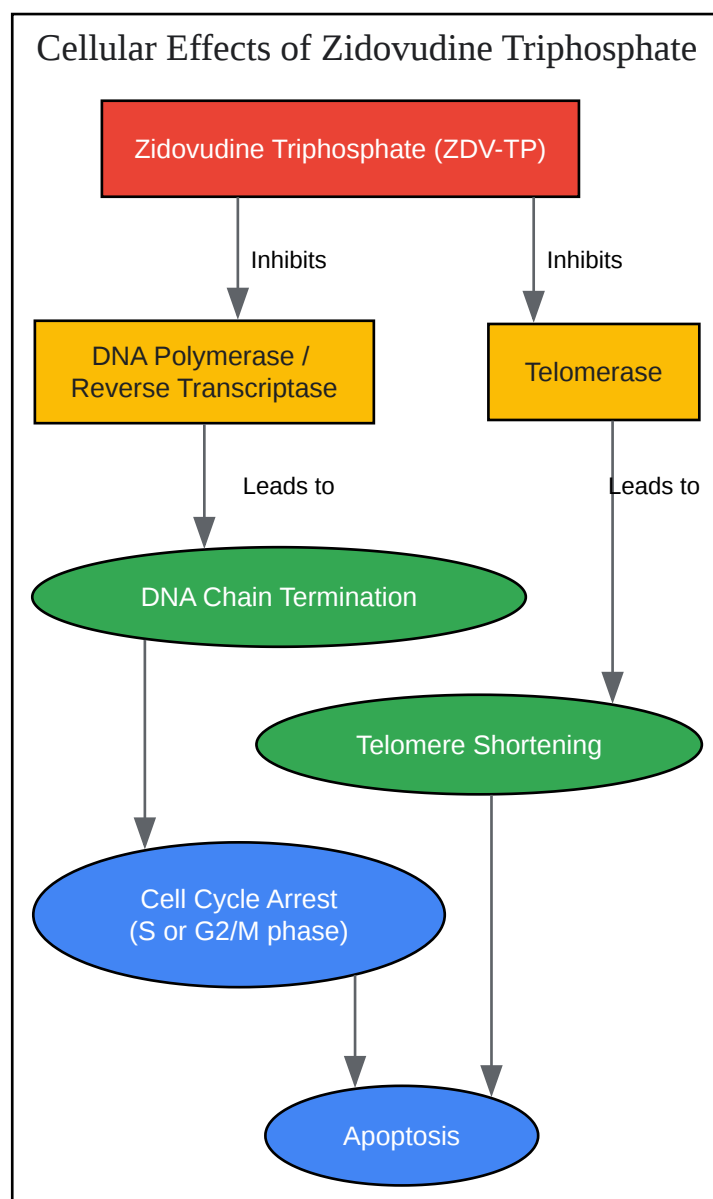 Cellular Effects of Zidovudine Triphosphate
Zidovudine Triphosphate (ZDV-TP)
Inhibits
Inhibits
DNA Polymerase /
Reverse Transcriptase
Telomerase
Leads to
Leads to
DNA Chain Termination
Telomere Shortening
Cell Cycle Arrest
(S or G2/M phase)
Apoptosis